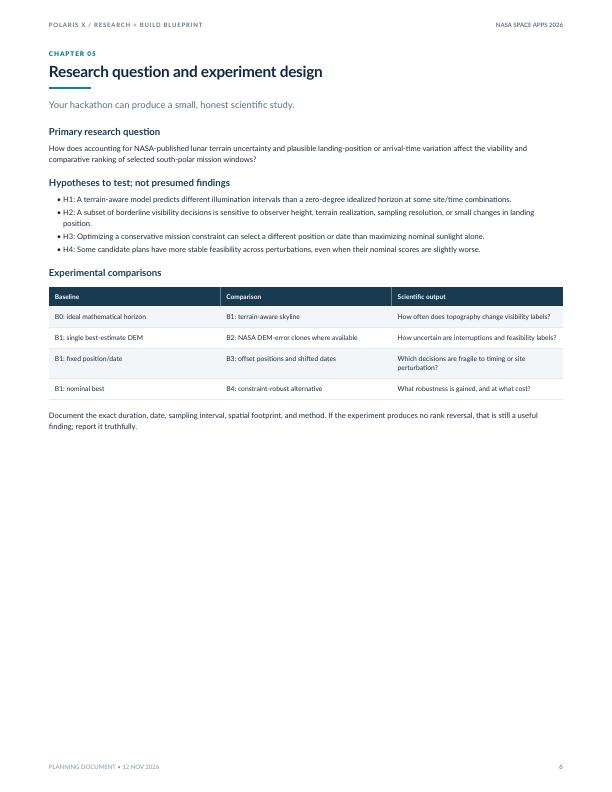 POLARIS X / RESEARCH + BUILD BLUEPRINT
NASA SPACE APPS 2026
CHAPTER 05
Research question and experiment design
Your hackathon can produce a small, honest scientific study.
Primary research question
How does accounting for NASA-published lunar terrain uncertainty and plausible landing-position or arrival-time variation affect the viability and
comparative ranking of selected south-polar mission windows?
Hypotheses to test; not presumed findings
• H1: A terrain-aware model predicts different illumination intervals than a zero-degree idealized horizon at some site/time combinations.
• H2: A subset of borderline visibility decisions is sensitive to observer height, terrain realization, sampling resolution, or small changes in landing
position.
• H3: Optimizing a conservative mission constraint can select a different position or date than maximizing nominal sunlight alone.
• H4: Some candidate plans have more stable feasibility across perturbations, even when their nominal scores are slightly worse.
Experimental comparisons
Baseline Comparison Scientific output
B0: ideal mathematical horizon B1: terrain-aware skyline How often does topography change visibility labels?
B1: single best-estimate DEM B2: NASA DEM-error clones where available How uncertain are interruptions and feasibility labels?
B1: fixed position/date B3: offset positions and shifted dates Which decisions are fragile to timing or site
perturbation?
B1: nominal best B4: constraint-robust alternative What robustness is gained, and at what cost?
Document the exact duration, date, sampling interval, spatial footprint, and method. If the experiment produces no rank reversal, that is still a useful
finding; report it truthfully.
PLANNING DOCUMENT • 12 NOV 2026
6